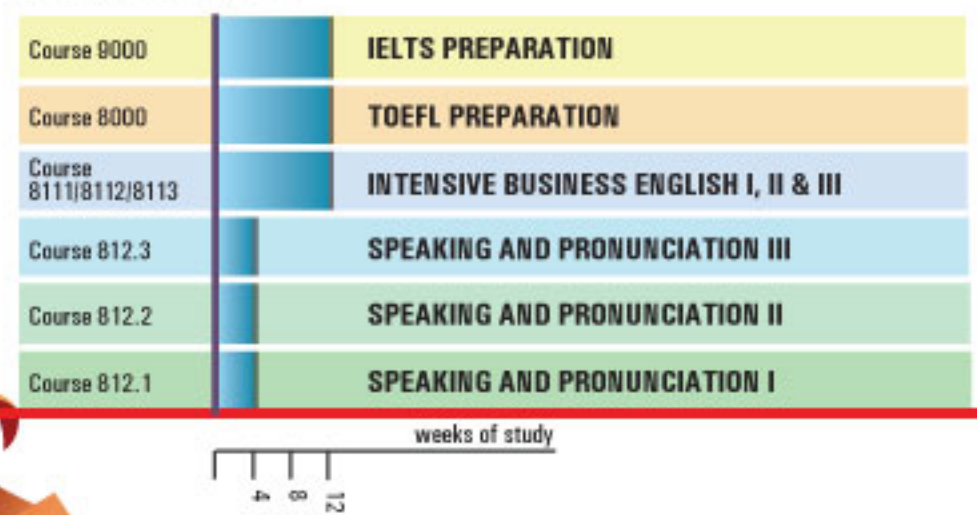 Course 9000 IELTS PREPARATION
Course 8000 TOEFL PREPARATION
Course
8111/8112/8113 INTENSIVE BUSINESS ENGLISH I, II & III
Course 812.3 SPEAKING AND PRONUNCIATION III
Course 812.2 SPEAKING AND PRONUNCIATION II
Course 812.1 SPEAKING AND PRONUNCIATION I
weeks of study
4 8 12